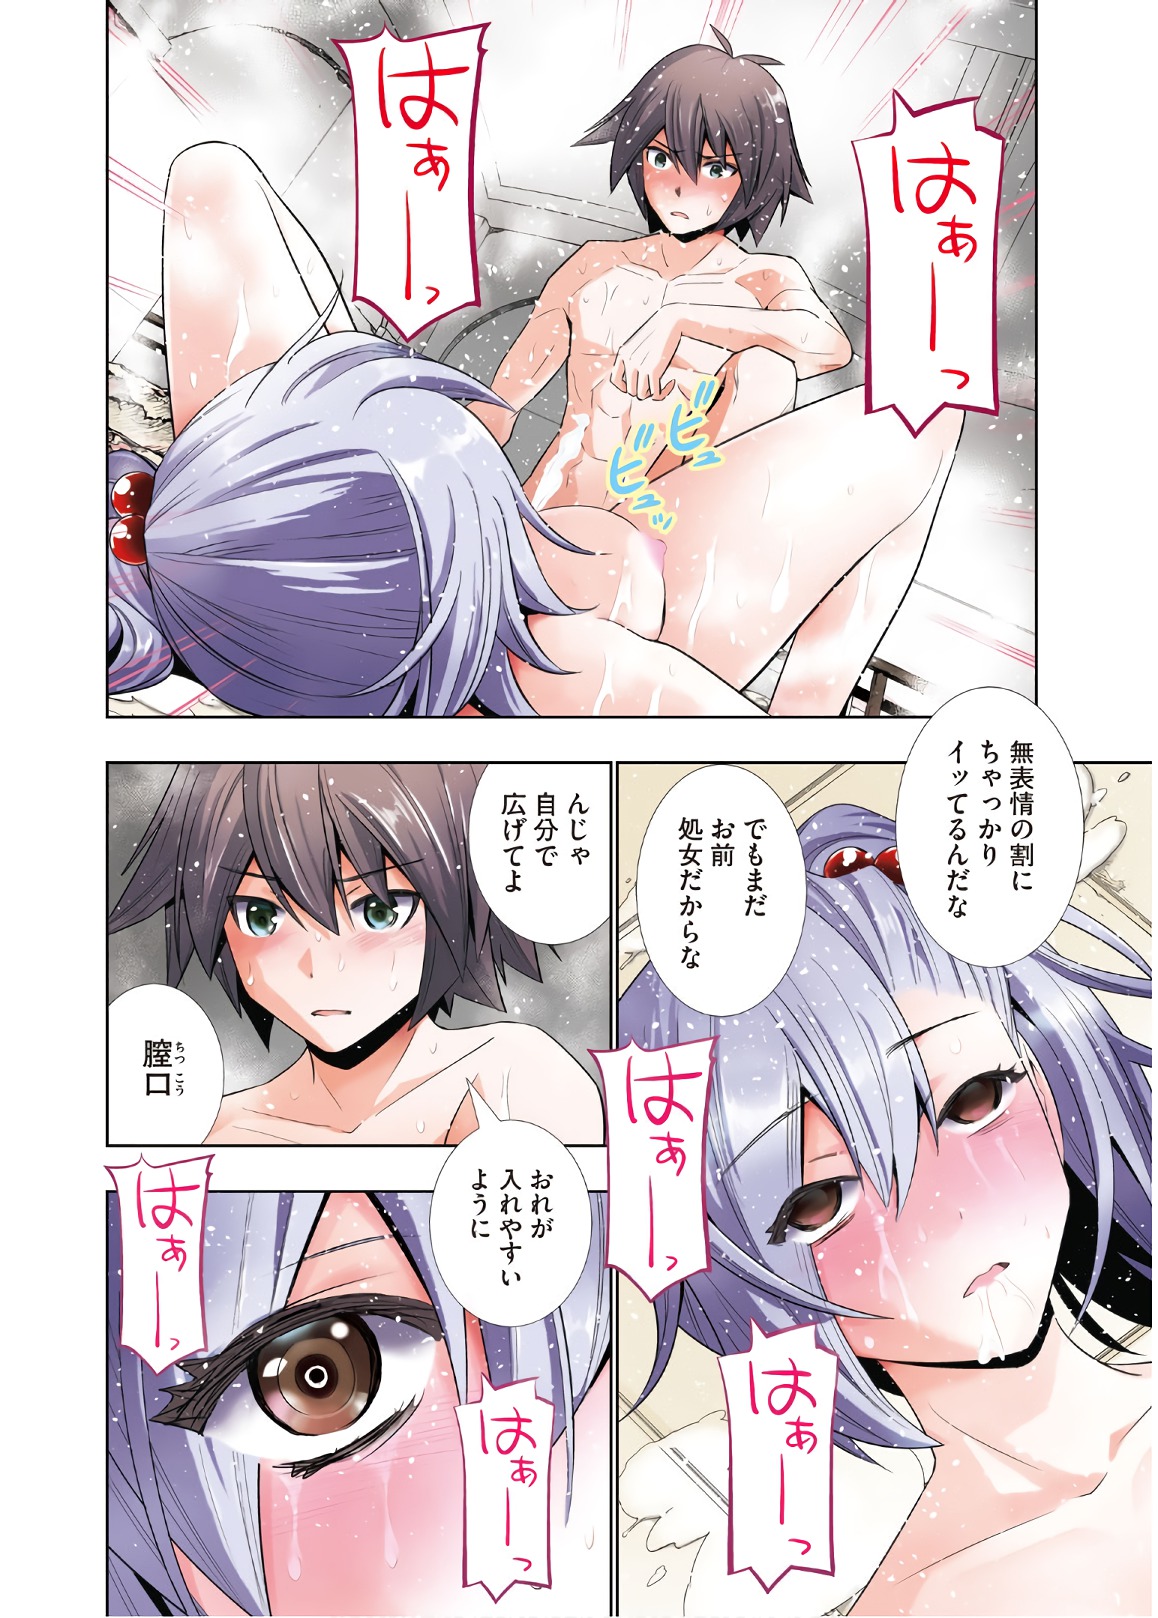 はぁーっ
はぁーっ
ビュ
ビュッ
無表情の割に
ちゃっかり
イッてるんだな
でもまだ
お前
処女だからな
はぁーっ
はぁーっ
んじゃ
自分で
広げてよ
膣口
ちつこう
おれが
入れやすい
ように
はぁーっ
はぁーっ